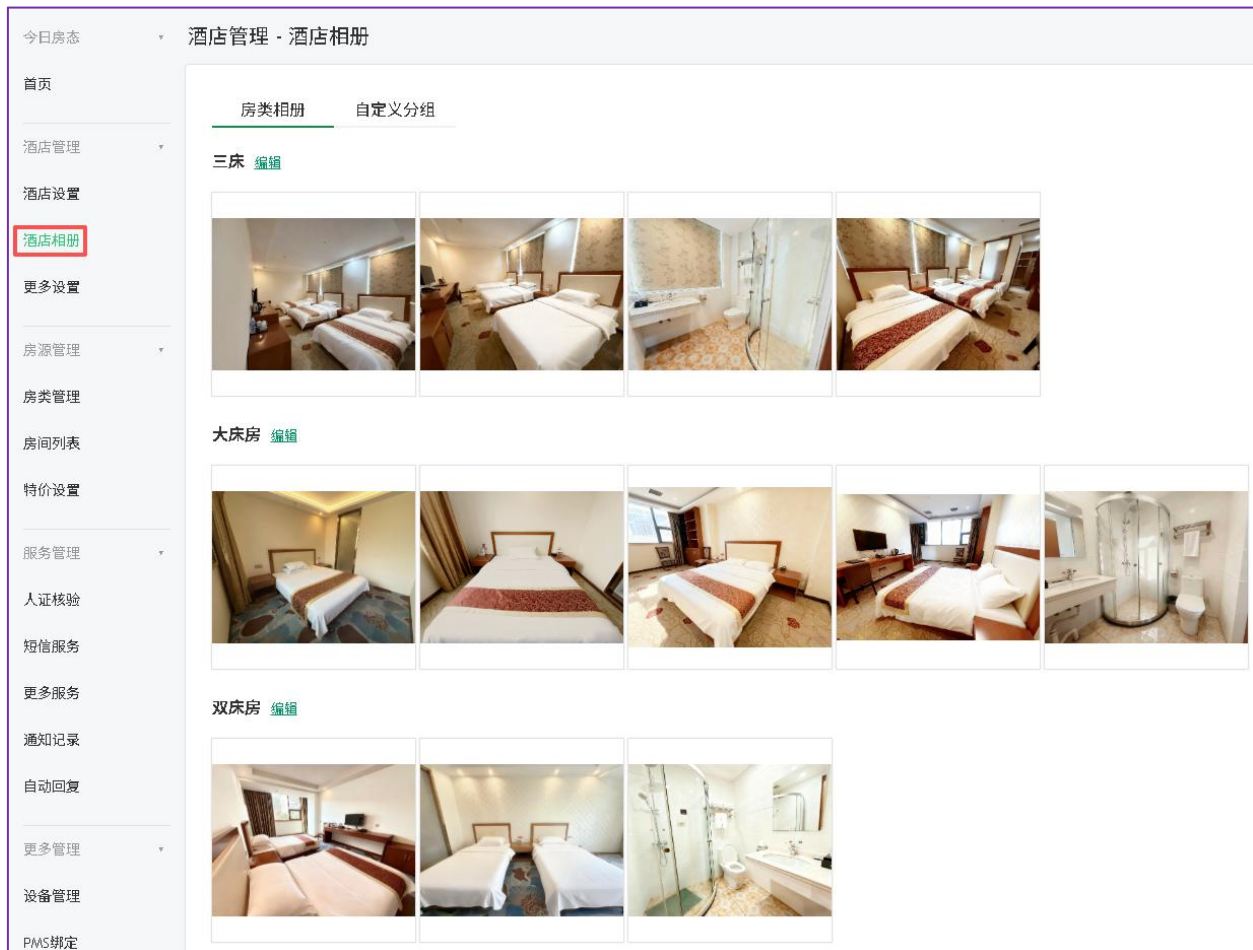 今日房态
首页
酒店管理
酒店设置
酒店相册
更多设置
房源管理
房类管理
房间列表
特价设置
服务管理
人证核验
短信服务
更多服务
通知记录
自动回复
更多管理
设备管理
PMS绑定
酒店管理 - 酒店相册
房类相册 自定义分组
三床 编辑
大床房 编辑
双床房 编辑